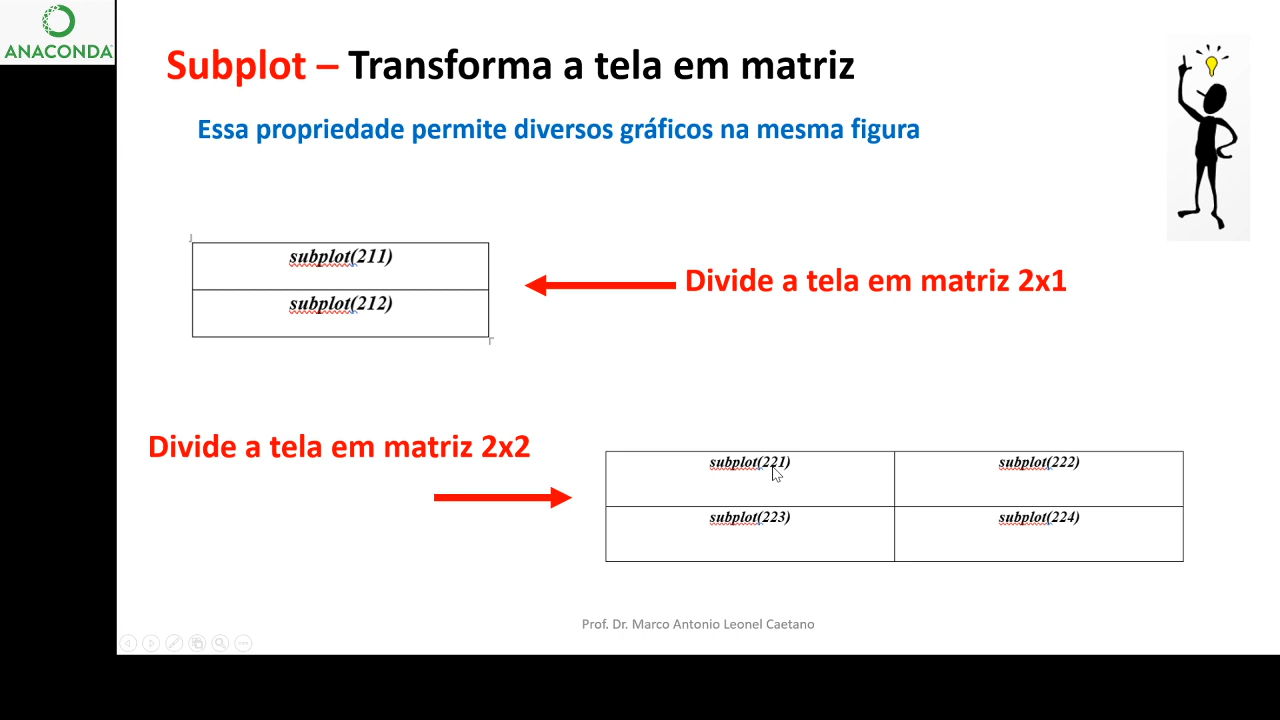 ANACONDA
Subplot – Transforma a tela em matriz
Essa propriedade permite diversos gráficos na mesma figura
subplot(211)
subplot(212)
Divide a tela em matriz 2x1
Divide a tela em matriz 2x2
subplot(221) subplot(222)
subplot(223) subplot(224)
Prof. Dr. Marco Antonio Leonel Caetano